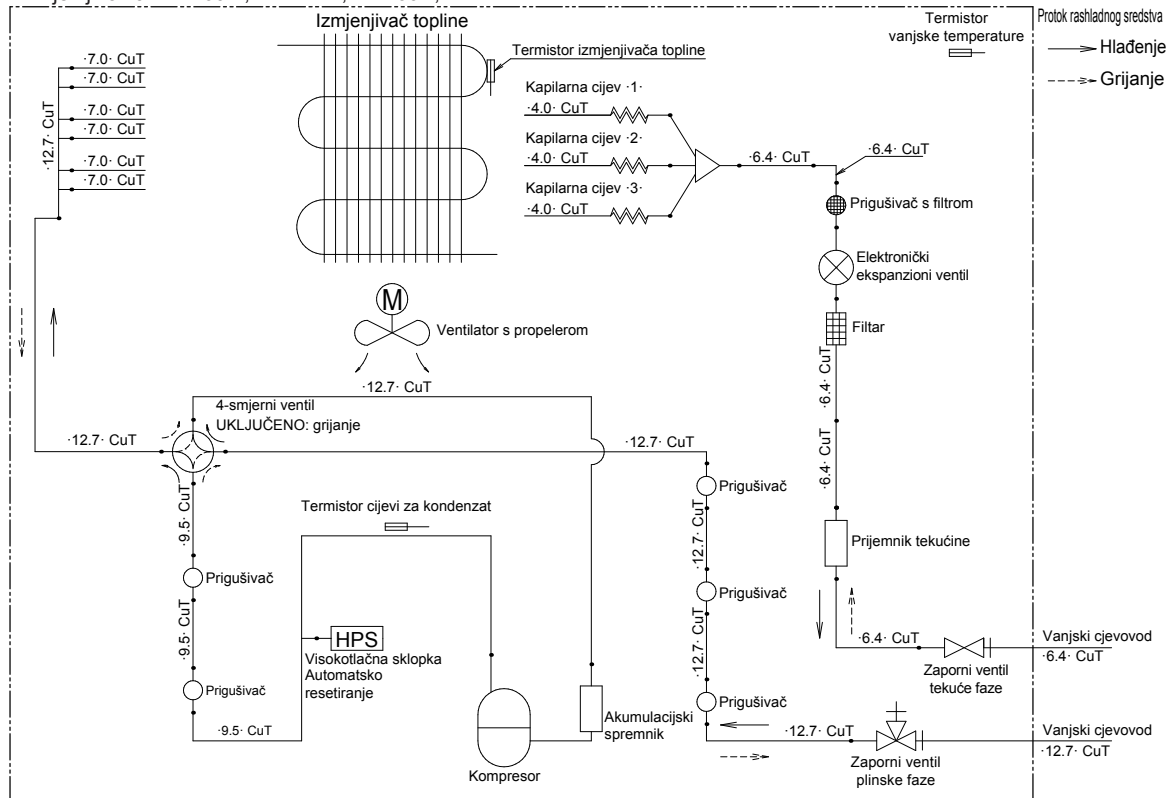 Izmjenjivač topline
Termistor izmjenjivača topline
Termistor
vanjske temperature
Protok rashladnog sredstva
Hlađenje
Grijanje
·7.0· CuT
·7.0· CuT
·7.0· CuT
·7.0· CuT
·7.0· CuT
·7.0· CuT
·12.7· CuT
Kapilarna cijev ·1·
·4.0· CuT
Kapilarna cijev ·2·
·4.0· CuT
Kapilarna cijev ·3·
·4.0· CuT
·6.4· CuT
·6.4· CuT
Prigušivač s filtrom
Elektronički
ekspanzioni ventil
Filtar
·6.4· CuT
·6.4· CuT
Prijemnik tekućine
M
Ventilator s propelerom
·12.7· CuT
4-smjerni ventil
UKLJUČENO: grijanje
·12.7· CuT
·12.7· CuT
·9.5· CuT
Prigušivač
·9.5· CuT
Prigušivač
·9.5· CuT
Termistor cijevi za kondenzat
HPS
Visokotlačna sklopka
Automatsko
resetiranje
Kompresor
Akumulacijski
spremnik
Prigušivač
·12.7· CuT
Prigušivač
·12.7· CuT
Prigušivač
·6.4· CuT
Zaporni ventil
tekuće faze
Vanjski cjevovod
·6.4· CuT
·12.7· CuT
Zaporni ventil
plinske faze
Vanjski cjevovod
·12.7· CuT